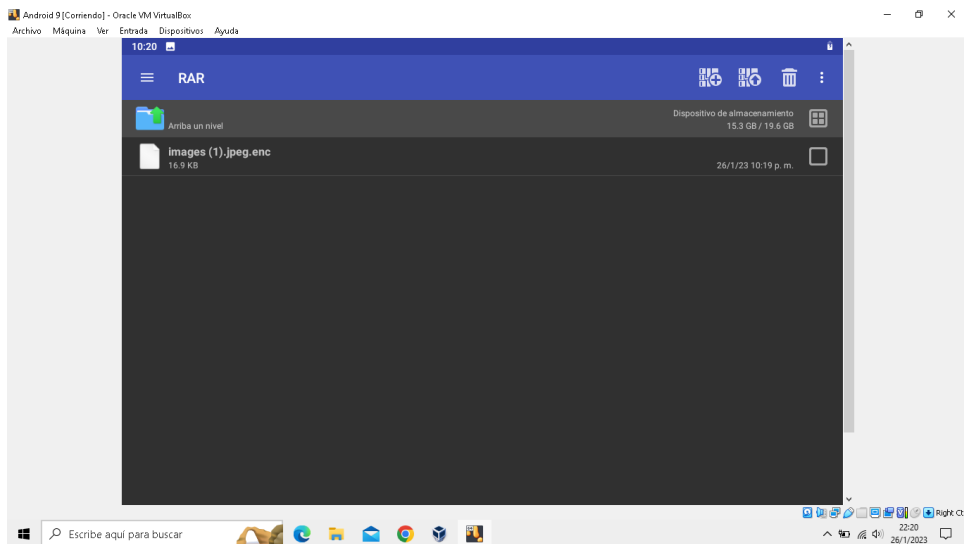 Android 9 [Corriendo] - Oracle VM VirtualBox
Archivo Máquina Ver Entrada Dispositivos Ayuda
10:20
RAR
Arriba un nivel
Dispositivo de almacenamiento
15.3 GB / 19.6 GB
images (1).jpeg.enc
16.9 KB
26/1/23 10:19 p. m.
Right Ct
Escribe aquí para buscar
22:20
26/1/2023